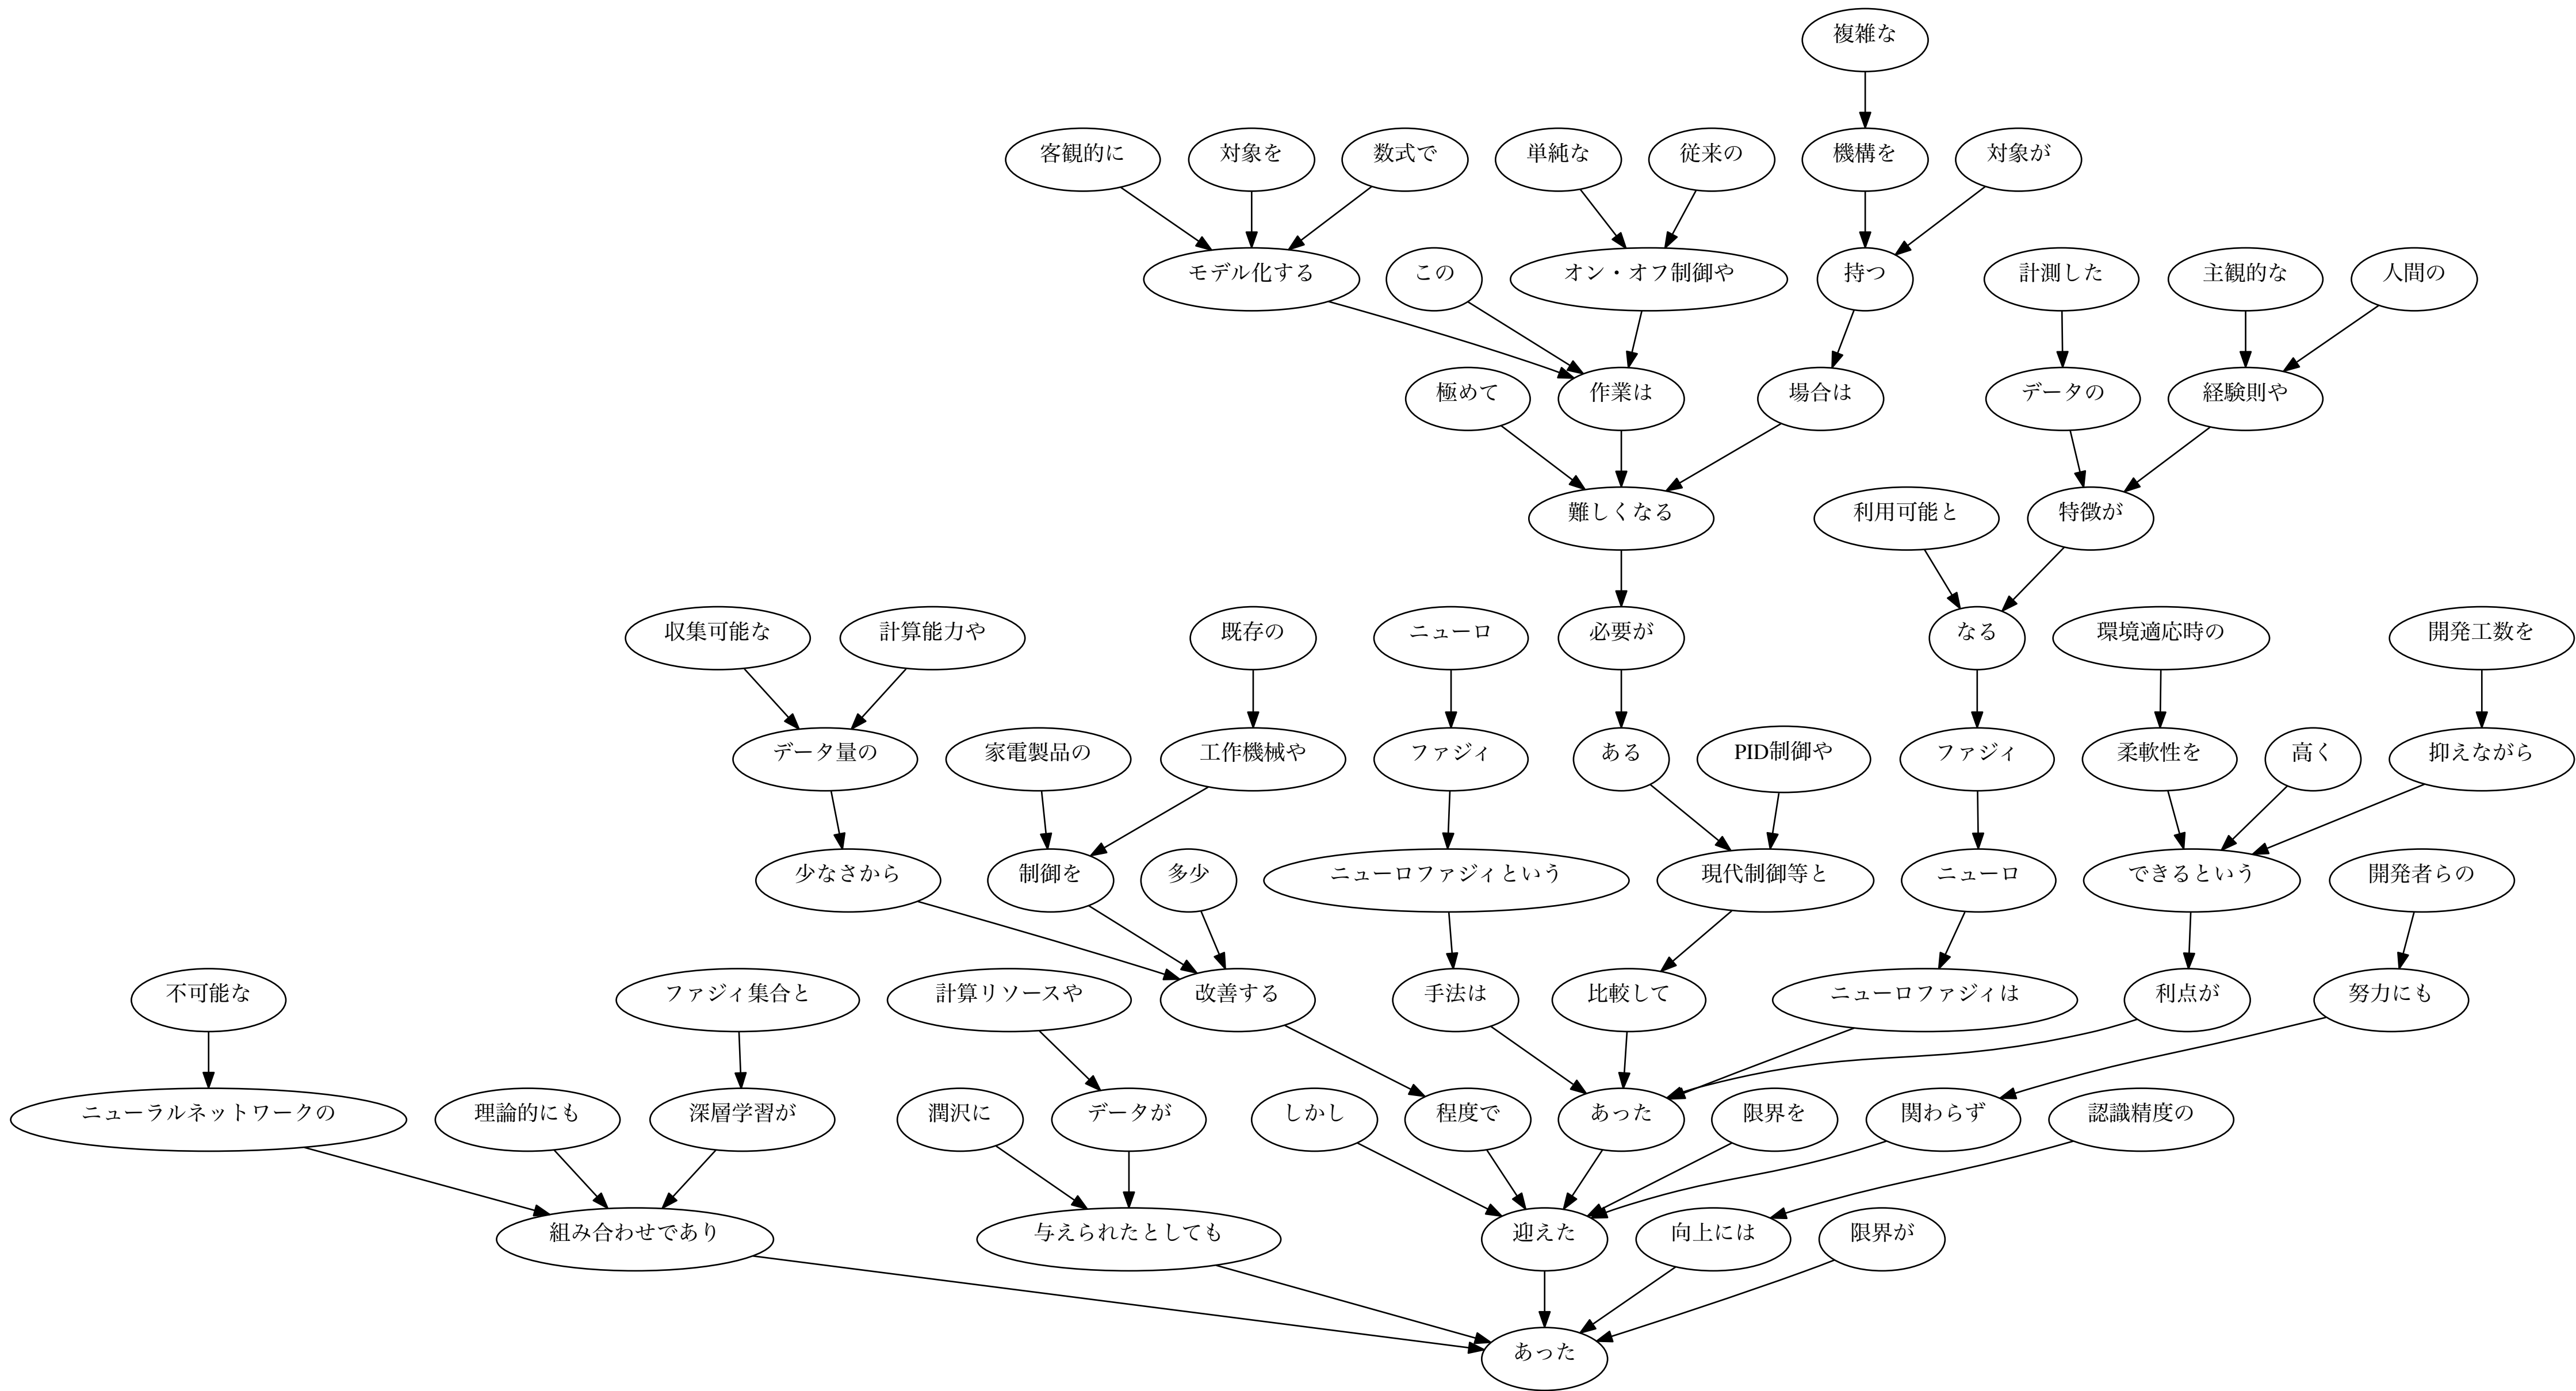 複雑な
客観的に
対象を
数式で
単純な
従来の
機構を
対象が
モデル化する
この
オン・オフ制御や
持つ
計測した
主観的な
人間の
極めて
作業は
場合は
データの
経験則や
難しくなる
利用可能と
特徴が
収集可能な
計算能力や
既存の
ニューロ
必要が
なる
環境適応時の
開発工数を
データ量の
家電製品の
工作機械や
ファジィ
ある
PID制御や
ファジィ
柔軟性を
高く
抑えながら
少なさから
制御を
多少
ニューロファジィという
現代制御等と
ニューロ
できるという
開発者らの
不可能な
ファジィ集合と
計算リソースや
改善する
手法は
比較して
ニューロファジィは
利点が
努力にも
ニューラルネットワークの
理論的にも
深層学習が
潤沢に
データが
しかし
程度で
あった
限界を
関わらず
認識精度の
組み合わせであり
与えられたとしても
迎えた
向上には
限界が
あった